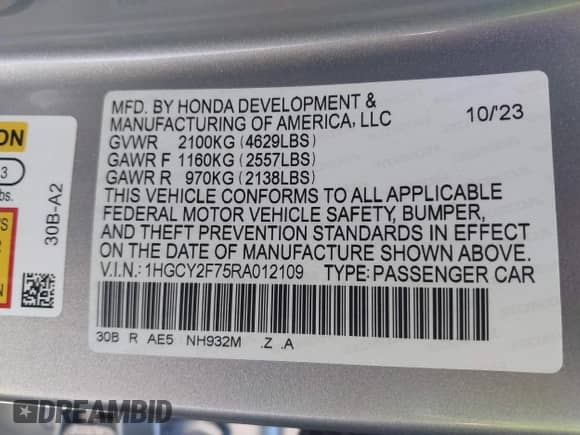 MFD. BY HONDA DEVELOPMENT & 10/'23
MANUFACTURING OF AMERICA, LLC
GVWR 2100KG (4629LBS)
GAWR F 1160KG (2557LBS)
GAWR R 970KG (2138LBS)
THIS VEHICLE CONFORMS TO ALL APPLICABLE
FEDERAL MOTOR VEHICLE SAFETY, BUMPER,
AND THEFT PREVENTION STANDARDS IN EFFECT
ON THE DATE OF MANUFACTURE SHOWN ABOVE.
V.I.N.: 1HGCY2F75RA012109 TYPE: PASSENGER CAR
30B R AE5 NH932M .Z .A
30B-A2
ON
3
bs.
'S
N
DREAMBID